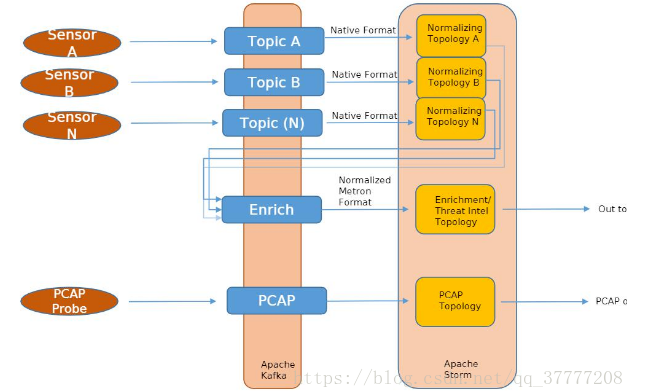 Sensor
A
Topic A
Native Format
Normalizing
Topology A
Sensor
B
Topic B
Native Format
Normalizing
Topology B
Sensor
N
Topic (N)
Native Format
Normalizing
Topology N
Enrich
Normalized
Metron
Format
Enrichment/
Threat Intel
Topology
Out to
PCAP
Probe
PCAP
PCAP
Topology
PCAP o
Apache
Kafka
Apache
Storm
https://blog.csdn.net/qq_37777208